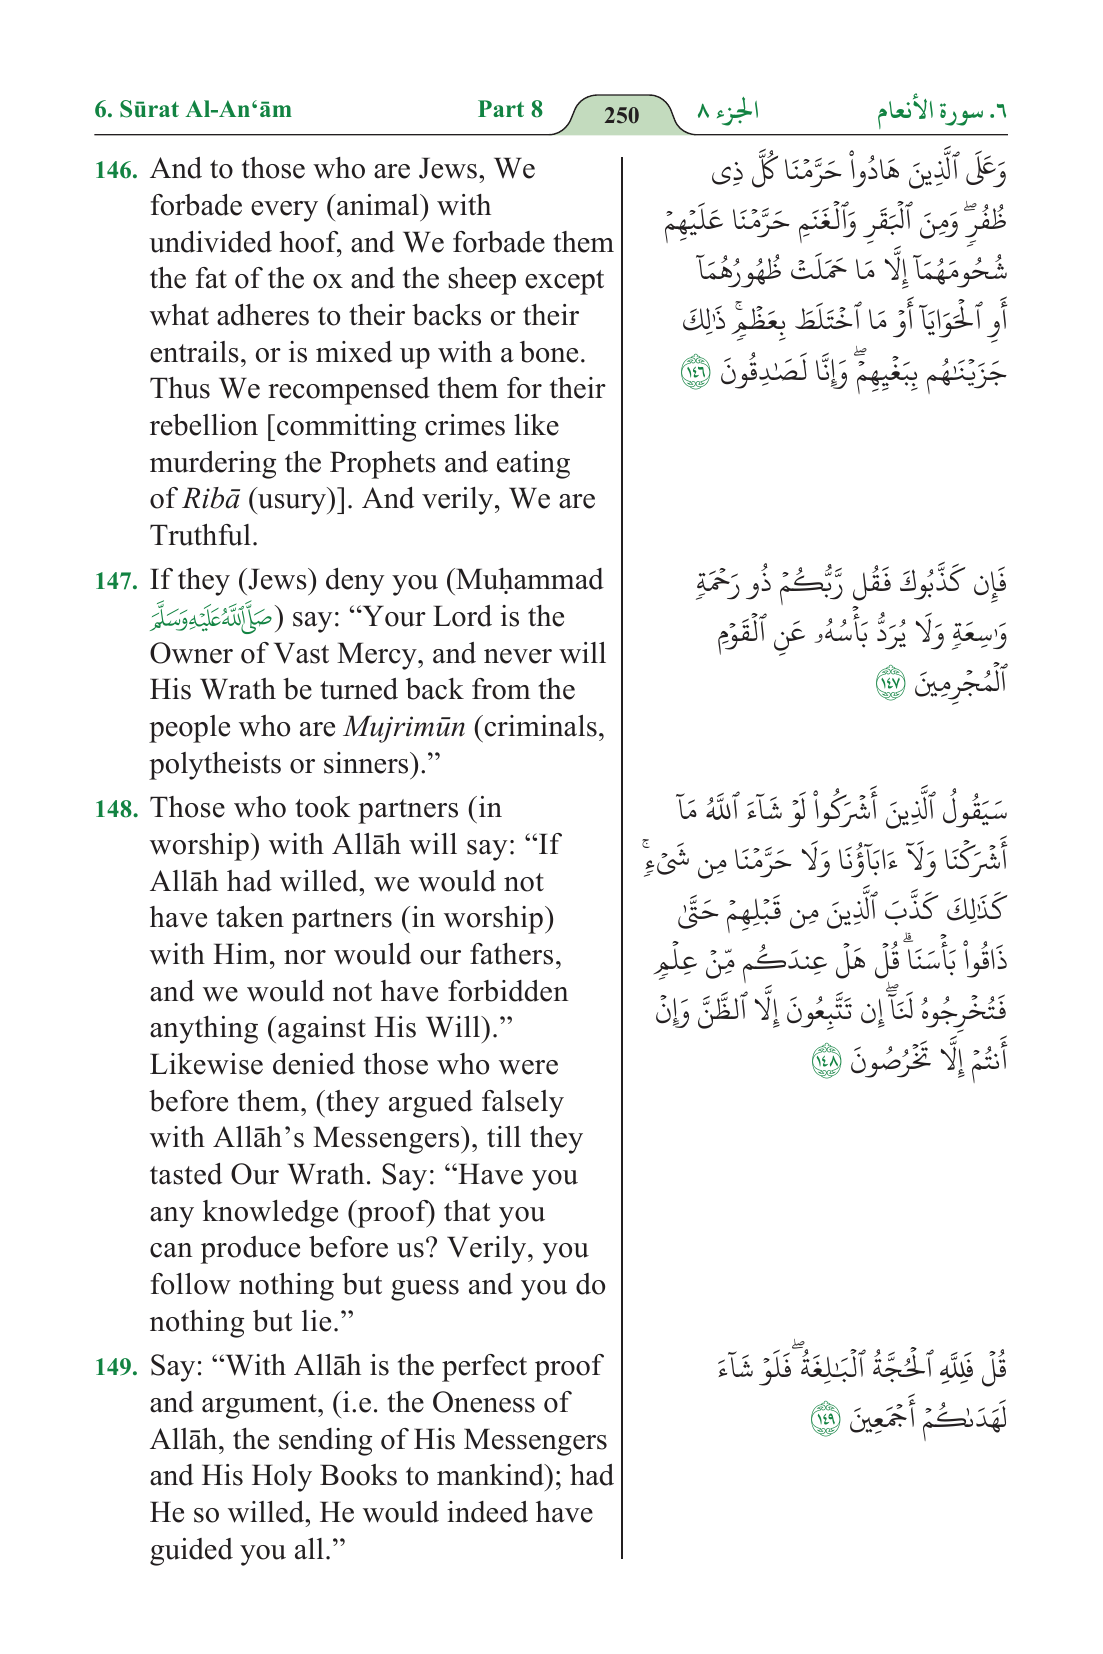 6. Sūrat Al-An‘ām Part 8 250 الجزء ٨ ٦. سورة الأنعام
146. And to those who are Jews, We
forbade every (animal) with
undivided hoof, and We forbade them
the fat of the ox and the sheep except
what adheres to their backs or their
entrails, or is mixed up with a bone.
Thus We recompensed them for their
rebellion [committing crimes like
murdering the Prophets and eating
of Ribā (usury)]. And verily, We are
Truthful.
147. If they (Jews) deny you (Muḥammad
صَلَّى اللَّهُ عَلَيْهِ وَسَلَّمَ) say: “Your Lord is the
Owner of Vast Mercy, and never will
His Wrath be turned back from the
people who are Mujrimūn (criminals,
polytheists or sinners).”
148. Those who took partners (in
worship) with Allāh will say: “If
Allāh had willed, we would not
have taken partners (in worship)
with Him, nor would our fathers,
and we would not have forbidden
anything (against His Will).”
Likewise denied those who were
before them, (they argued falsely
with Allāh’s Messengers), till they
tasted Our Wrath. Say: “Have you
any knowledge (proof) that you
can produce before us? Verily, you
follow nothing but guess and you do
nothing but lie.”
149. Say: “With Allāh is the perfect proof
and argument, (i.e. the Oneness of
Allāh, the sending of His Messengers
and His Holy Books to mankind); had
He so willed, He would indeed have
guided you all.”
وَعَلَى ٱلَّذِينَ هَادُوا۟ حَرَّمْنَا كُلَّ ذِى
ظُفُرٍ ۖ وَمِنَ ٱلْبَقَرِ وَٱلْغَنَمِ حَرَّمْنَا عَلَيْهِمْ
شُحُومَهُمَآ إِلَّا مَا حَمَلَتْ ظُهُورُهُمَآ
أَوِ ٱلْحَوَايَآ أَوْ مَا ٱخْتَلَطَ بِعَظْمٍ ۚ ذَٰلِكَ
جَزَيْنَـٰهُم بِبَغْيِهِمْ ۖ وَإِنَّا لَصَـٰدِقُونَ ١٤٦
فَإِن كَذَّبُوكَ فَقُل رَّبُّكُمْ ذُو رَحْمَةٍ
وَٰسِعَةٍ وَلَا يُرَدُّ بَأْسُهُۥ عَنِ ٱلْقَوْمِ
ٱلْمُجْرِمِينَ ١٤٧
سَيَقُولُ ٱلَّذِينَ أَشْرَكُوا۟ لَوْ شَآءَ ٱللَّهُ مَآ
أَشْرَكْنَا وَلَآ ءَابَآؤُنَا وَلَا حَرَّمْنَا مِن شَىْءٍ ۚ
كَذَٰلِكَ كَذَّبَ ٱلَّذِينَ مِن قَبْلِهِمْ حَتَّىٰ
ذَاقُوا۟ بَأْسَنَا ۗ قُلْ هَلْ عِندَكُم مِّنْ عِلْمٍ
فَتُخْرِجُوهُ لَنَآ ۖ إِن تَتَّبِعُونَ إِلَّا ٱلظَّنَّ وَإِنْ
أَنتُمْ إِلَّا تَخْرُصُونَ ١٤٨
قُلْ فَلِلَّهِ ٱلْحُجَّةُ ٱلْبَـٰلِغَةُ ۖ فَلَوْ شَآءَ
لَهَدَىٰكُمْ أَجْمَعِينَ ١٤٩